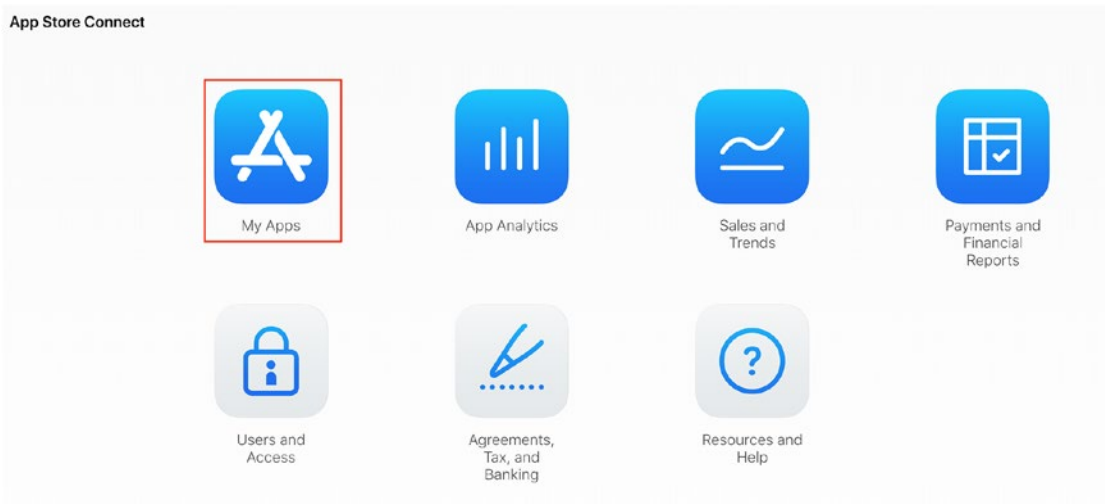 App Store Connect
My Apps
App Analytics
Sales and
Trends
Payments and
Financial
Reports
Users and
Access
Agreements,
Tax, and
Banking
?
Resources and
Help